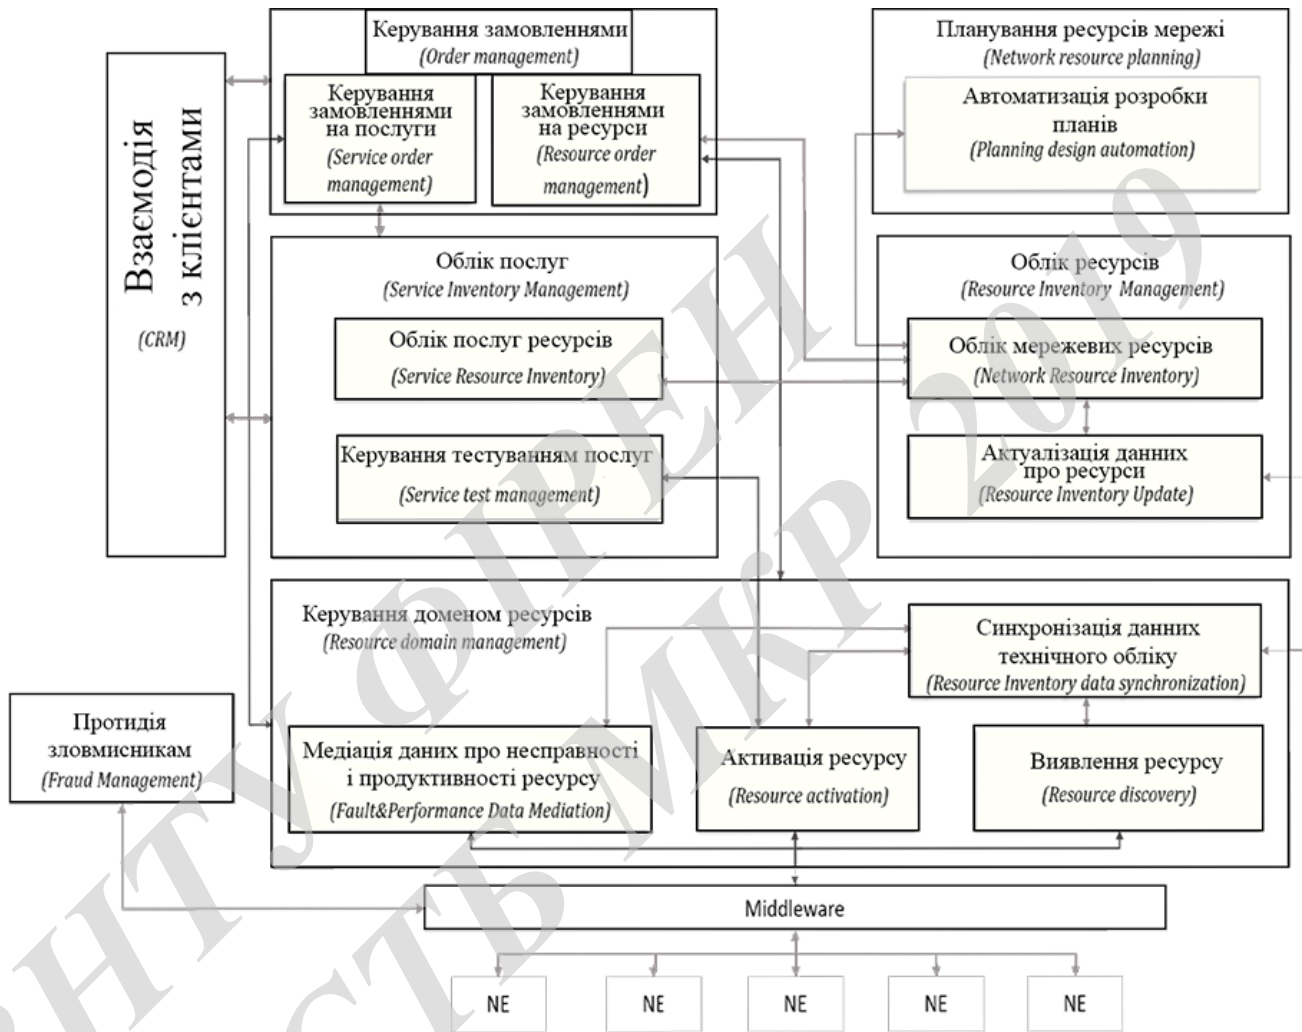 Керування замовленнями
(Order management)
Керування
замовленнями
на послуги
(Service order
management)
Керування
замовленнями
на ресурси
(Resource order
management)
Планування ресурсів мережі
(Network resource planning)
Автоматизація розробки
планів
(Planning design automation)
Взаємодія
з клієнтами
(CRM)
Облік послуг
(Service Inventory Management)
Облік послуг ресурсів
(Service Resource Inventory)
Керування тестуванням послуг
(Service test management)
Облік ресурсів
(Resource Inventory Management)
Облік мережевих ресурсів
(Network Resource Inventory)
Актуалізація данних
про ресурси
(Resource Inventory Update)
Керування доменом ресурсів
(Resource domain management)
Синхронізація данних
технічного обліку
(Resource Inventory data synchronization)
Протидія
зловмисникам
(Fraud Management)
Медіація даних про несправності
і продуктивності ресурсу
(Fault&Performance Data Mediation)
Активація ресурсу
(Resource activation)
Виявлення ресурсу
(Resource discovery)
Middleware
NE
NE
NE
NE
NE
ВНТУ ФІРЕН
СТЬ МКР 2019